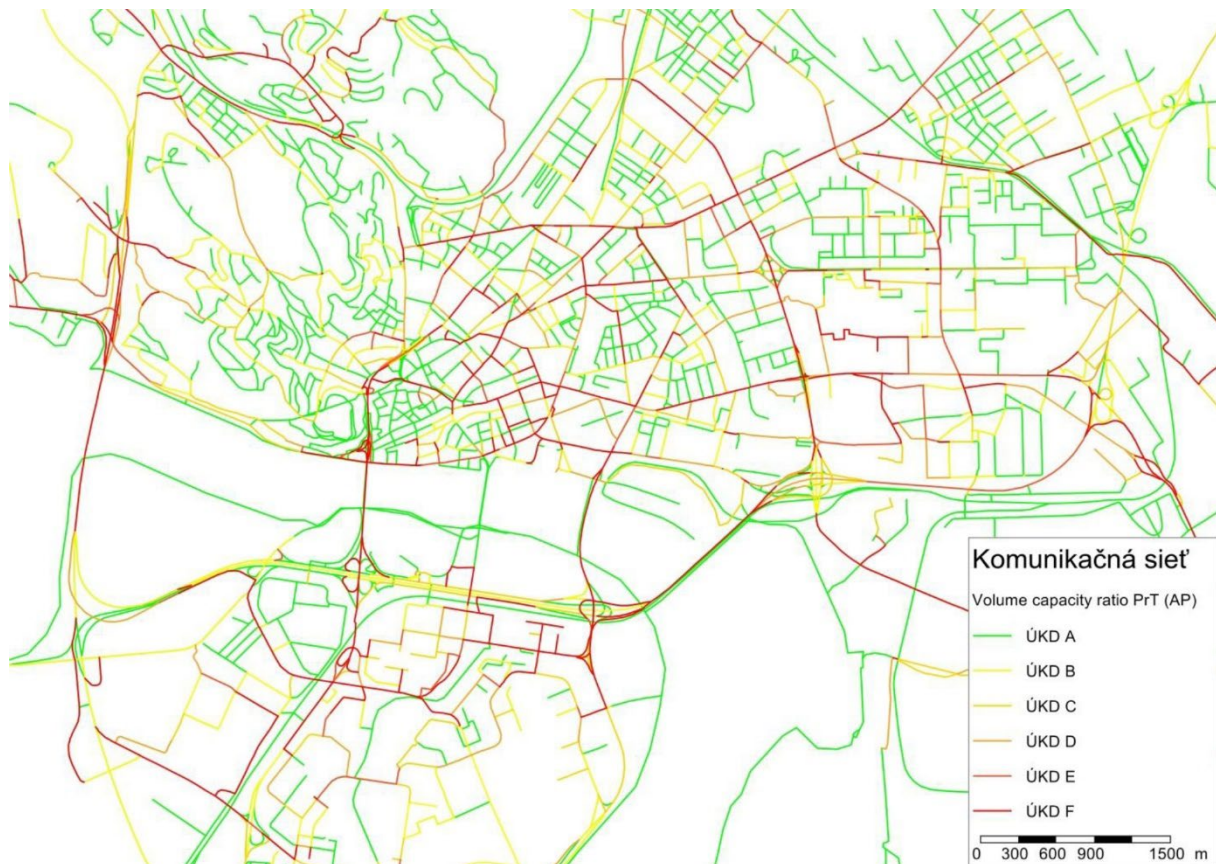 Komunikačná sieť
Volume capacity ratio PrT (AP)
ÚKD A
ÚKD B
ÚKD C
ÚKD D
ÚKD E
ÚKD F
0 300 600 900 1500 m